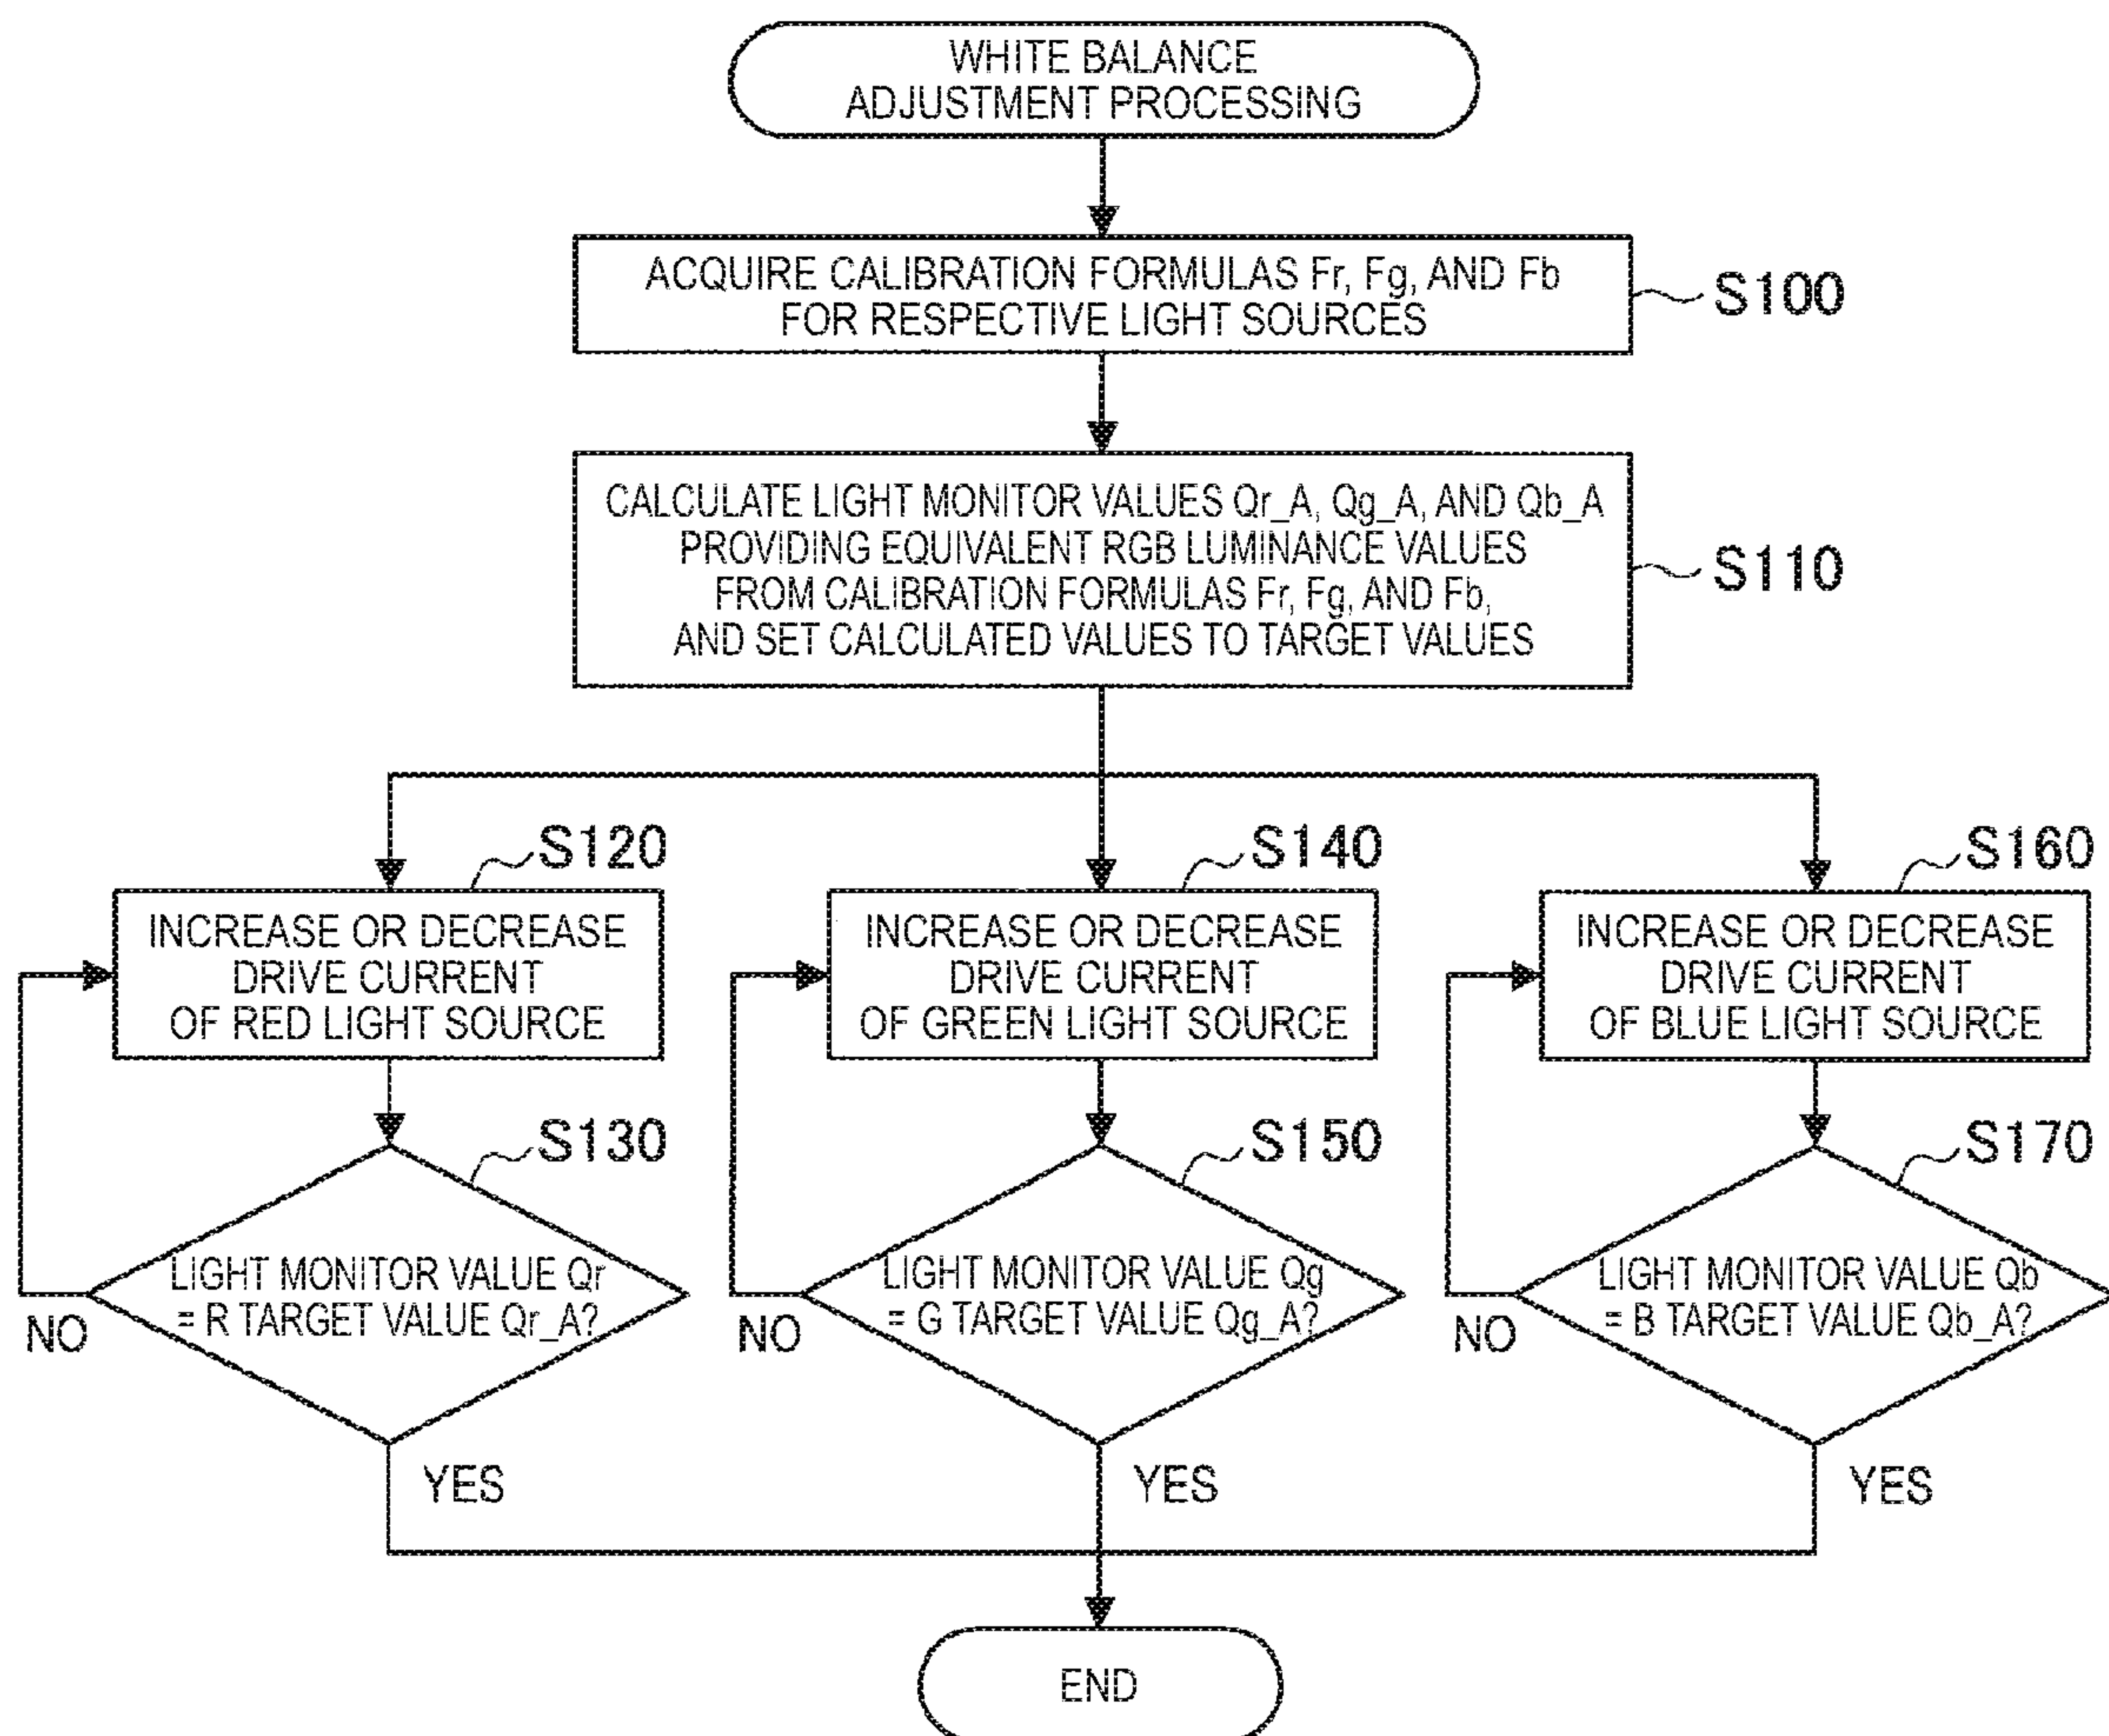 WHITE BALANCE
ADJUSTMENT PROCESSING
ACQUIRE CALIBRATION FORMULAS Fr, Fg, AND Fb
FOR RESPECTIVE LIGHT SOURCES
S100
CALCULATE LIGHT MONITOR VALUES Qr_A, Qg_A, AND Qb_A
PROVIDING EQUIVALENT RGB LUMINANCE VALUES
FROM CALIBRATION FORMULAS Fr, Fg, AND Fb,
AND SET CALCULATED VALUES TO TARGET VALUES
S110
S120
INCREASE OR DECREASE
DRIVE CURRENT
OF RED LIGHT SOURCE
S130
LIGHT MONITOR VALUE Qr
= R TARGET VALUE Qr_A?
NO
YES
S140
INCREASE OR DECREASE
DRIVE CURRENT
OF GREEN LIGHT SOURCE
S150
LIGHT MONITOR VALUE Qg
= G TARGET VALUE Qg_A?
NO
YES
S160
INCREASE OR DECREASE
DRIVE CURRENT
OF BLUE LIGHT SOURCE
S170
LIGHT MONITOR VALUE Qb
= B TARGET VALUE Qb_A?
NO
YES
END